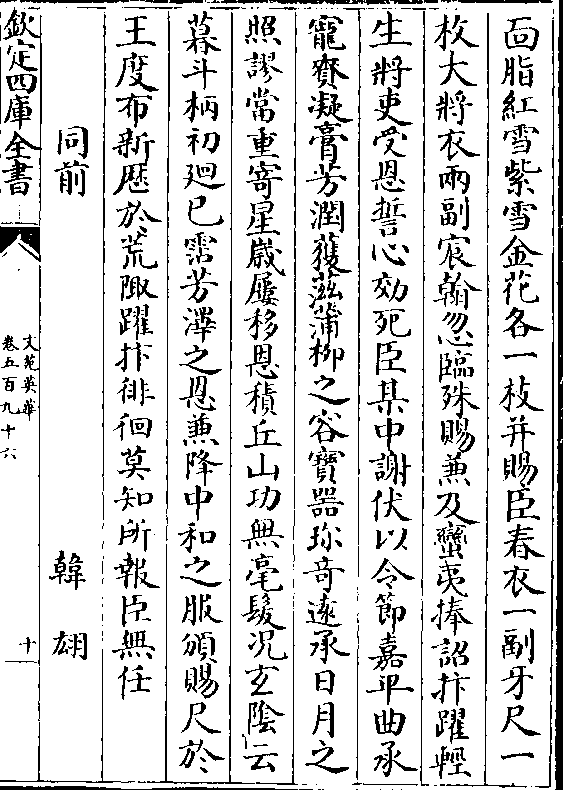 面脂紅雪紫雪金花各一枝并賜臣春衣一副牙尺一
枚大將衣兩副宸翰忽臨殊賜兼及蠻夷捧詔抃躍輕
生將吏受恩誓心効死臣某中謝伏以令節嘉平曲承
寵賚凝膏芳潤獲滋蒲柳之容寶器珎竒遠承日月之
照謬當重寄星歳屢移恩積丘山功無毫髮况玄陰云
暮斗柄初廻已霑芳澤之恩兼降中和之服頒賜尺於
王度布新厯於荒陬躍抃徘徊莫知所報臣無任
同前 韓翃
欽定四庫全書
文苑英華
卷五百九十六
十